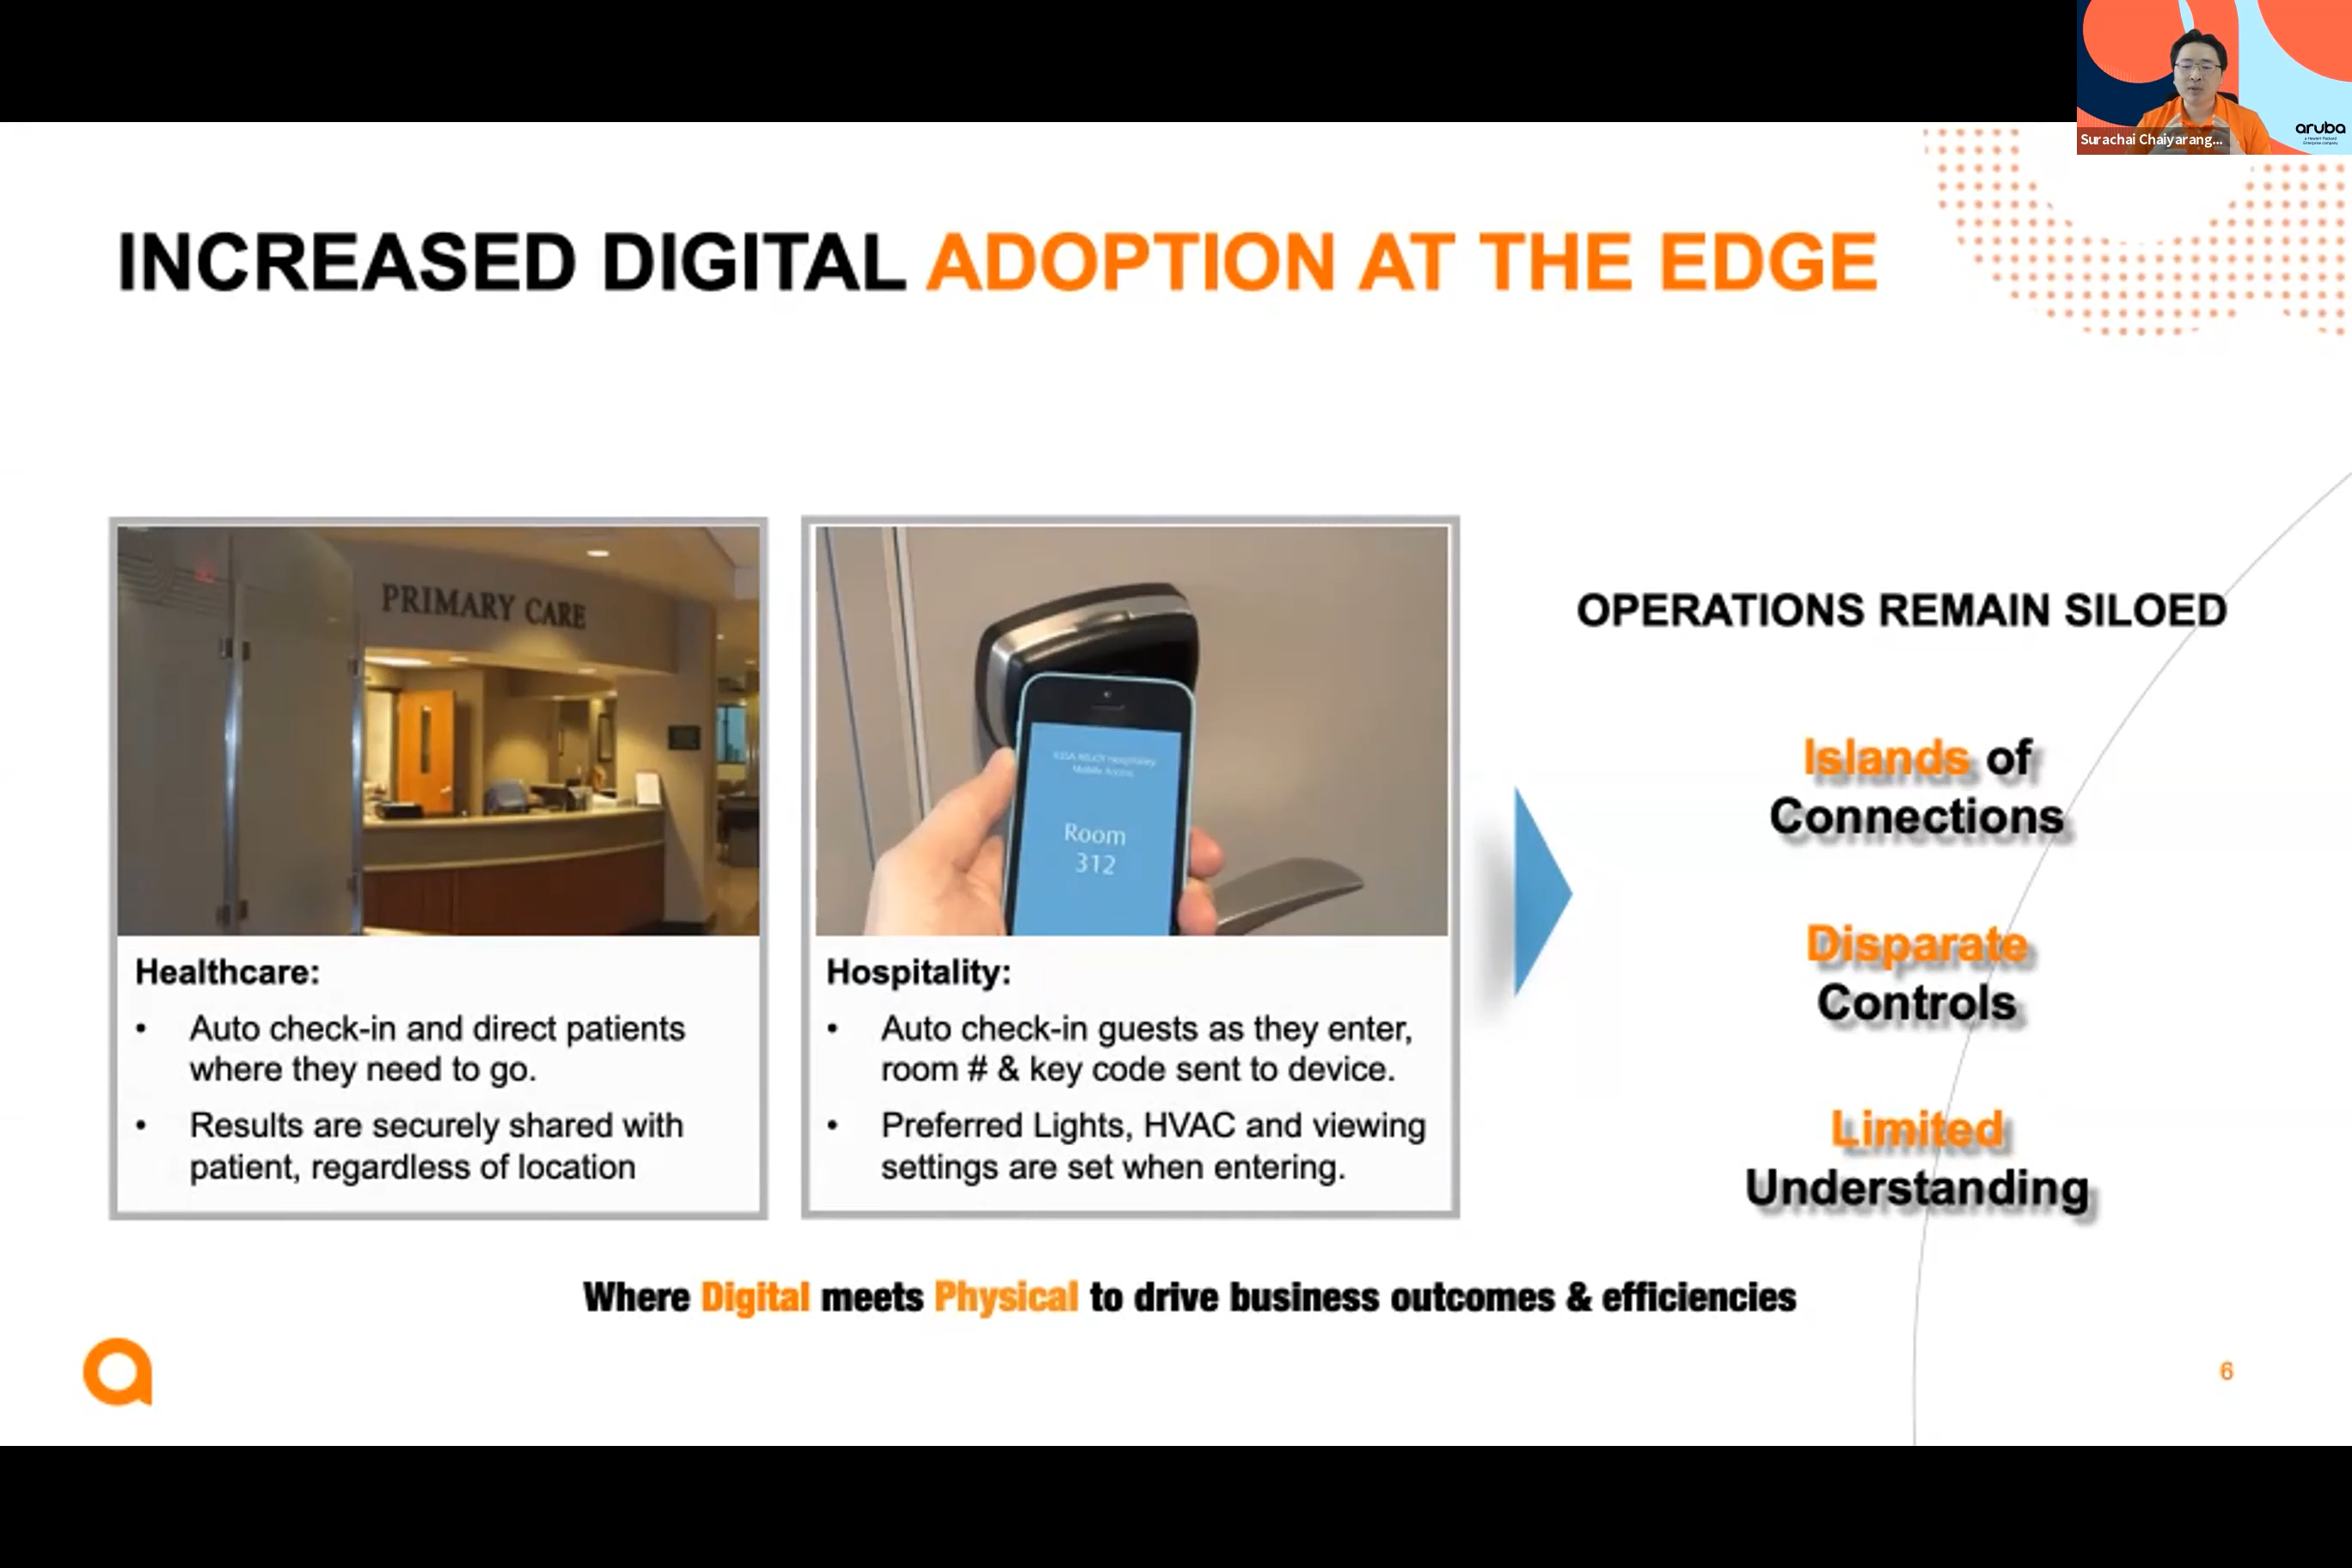 Surachai Chaiyarang...
aruba
a Hewlett Packard
Enterprise company
INCREASED DIGITAL ADOPTION AT THE EDGE
PRIMARY CARE
Healthcare:
• Auto check-in and direct patients
where they need to go.
• Results are securely shared with
patient, regardless of location
Mobile Access
Room
312
Hospitality:
• Auto check-in guests as they enter,
room # & key code sent to device.
• Preferred Lights, HVAC and viewing
settings are set when entering.
OPERATIONS REMAIN SILOED
Islands of
Connections
Disparate
Controls
Limited
Understanding
Where Digital meets Physical to drive business outcomes & efficiencies
6